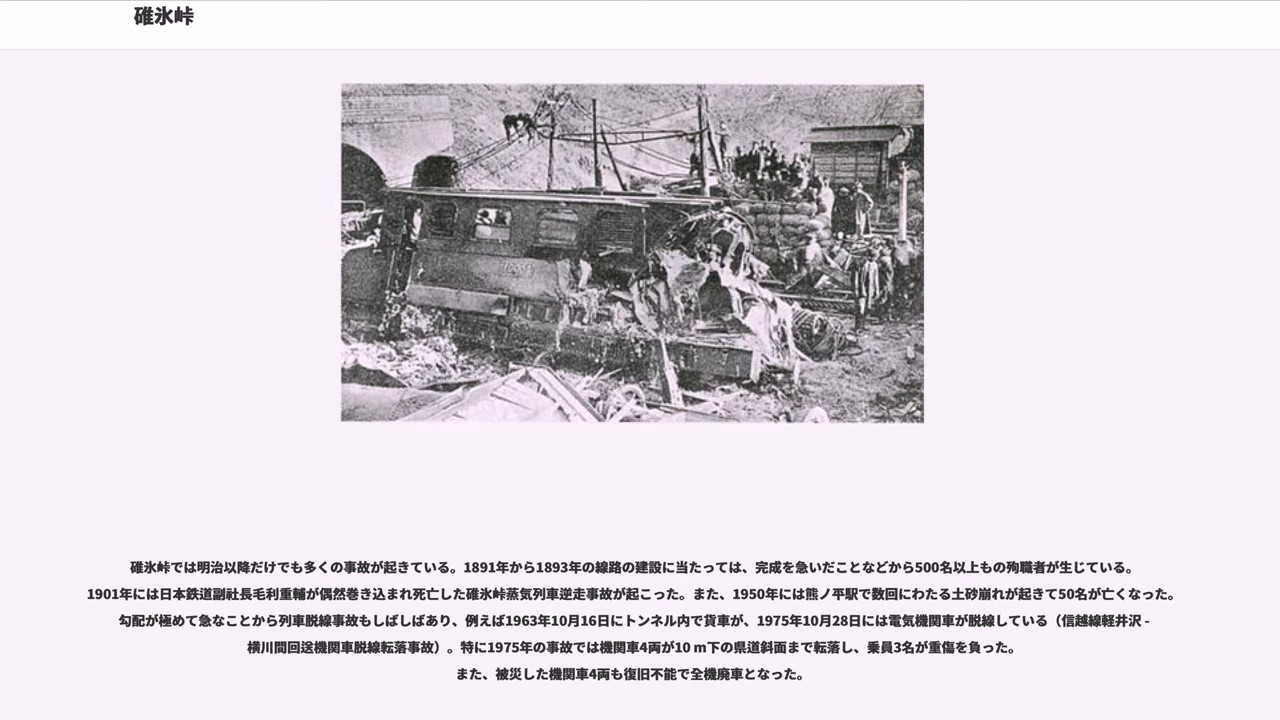 碓氷峠
碓氷峠では明治以降だけでも多くの事故が起きている。1891年から1893年の線路の建設に当たっては、完成を急いだことなどから500名以上もの殉職者が生じている。
1901年には日本鉄道副社長毛利重輔が偶然巻き込まれ死亡した碓氷峠蒸気列車逆走事故が起こった。また、1950年には熊ノ平駅で数回にわたる土砂崩れが起きて50名が亡くなった。
勾配が極めて急なことから列車脱線事故もしばしばあり、例えば1963年10月16日にトンネル内で貨車が、1975年10月28日には電気機関車が脱線している（信越線軽井沢 -
横川間回送機関車脱線転落事故）。特に1975年の事故では機関車4両が10 m下の県道斜面まで転落し、乗員3名が重傷を負った。
また、被災した機関車4両も復旧不能で全機廃車となった。